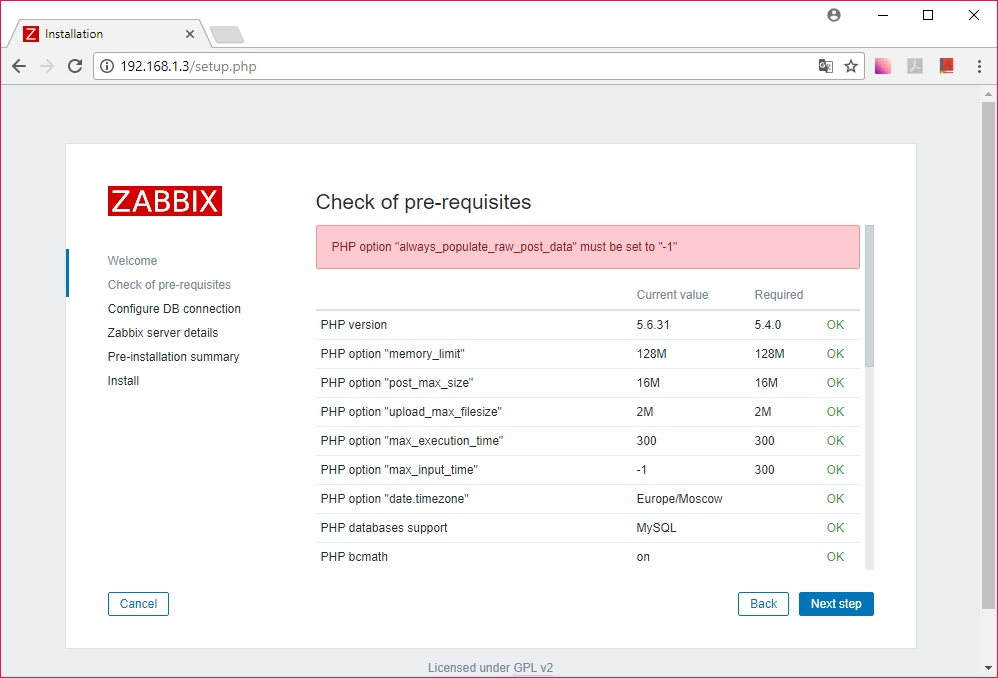 Z Installation
192.168.1.3/setup.php
ZABBIX
Welcome
Check of pre-requisites
Configure DB connection
Zabbix server details
Pre-installation summary
Install
Check of pre-requisites
PHP option "always_populate_raw_post_data" must be set to "-1"
Current value Required
PHP version 5.6.31 5.4.0 OK
PHP option "memory_limit" 128M 128M OK
PHP option "post_max_size" 16M 16M OK
PHP option "upload_max_filesize" 2M 2M OK
PHP option "max_execution_time" 300 300 OK
PHP option "max_input_time" -1 300 OK
PHP option "date.timezone" Europe/Moscow OK
PHP databases support MySQL OK
PHP bcmath on OK
Cancel Back Next step
Licensed under GPL v2